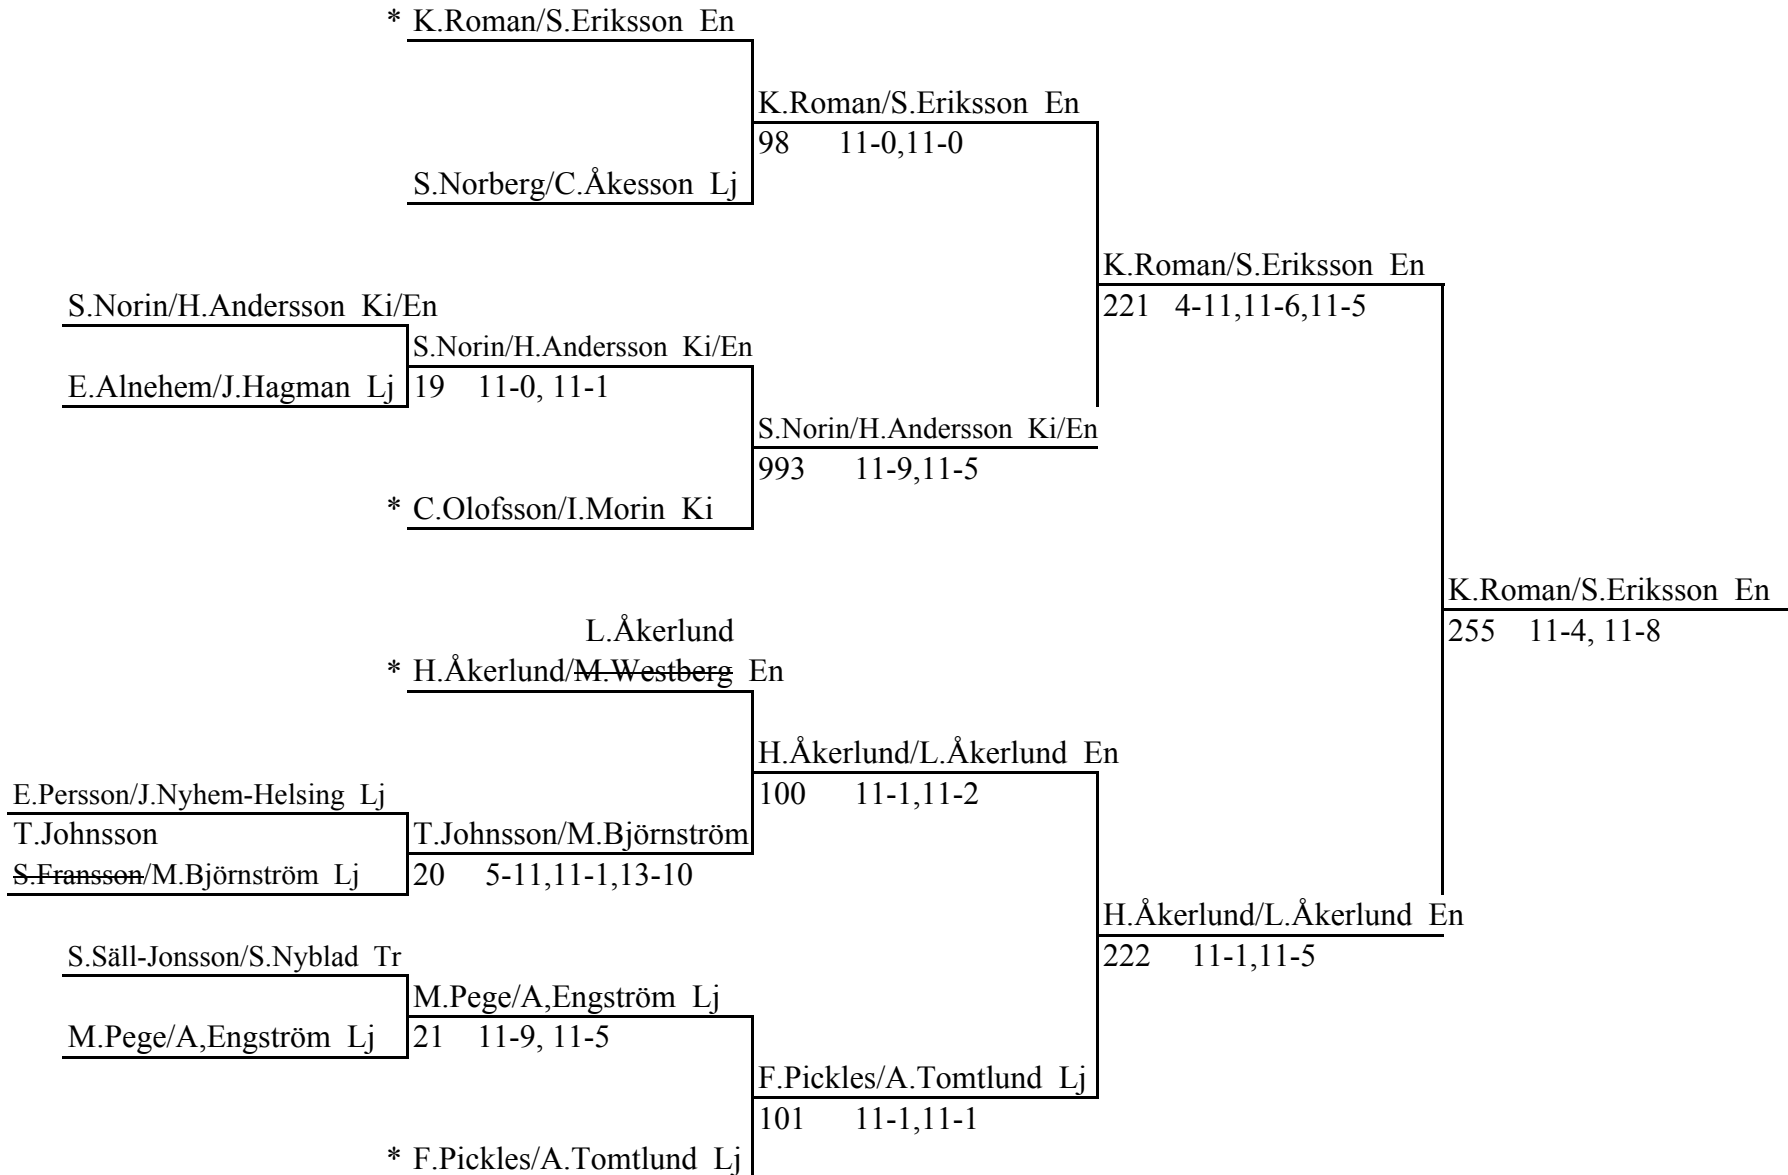 * K.Roman/S.Eriksson En
K.Roman/S.Eriksson En
98 11-0,11-0
S.Norberg/C.Åkesson Lj
K.Roman/S.Eriksson En
S.Norin/H.Andersson Ki/En
221 4-11,11-6,11-5
S.Norin/H.Andersson Ki/En
E.Alnehem/J.Hagman Lj
19 11-0, 11-1
S.Norin/H.Andersson Ki/En
993 11-9,11-5
* C.Olofsson/I.Morin Ki
K.Roman/S.Eriksson En
L.Åkerlund
255 11-4, 11-8
* H.Åkerlund/M.Westberg En
H.Åkerlund/L.Åkerlund En
E.Persson/J.Nyhem-Helsing Lj
100 11-1,11-2
T.Johnsson
T.Johnsson/M.Björnström
S.Fransson/M.Björnström Lj
20 5-11,11-1,13-10
H.Åkerlund/L.Åkerlund En
S.Säll-Jonsson/S.Nyblad Tr
222 11-1,11-5
M.Pege/A,Engström Lj
M.Pege/A,Engström Lj
21 11-9, 11-5
F.Pickles/A.Tomtlund Lj
101 11-1,11-1
* F.Pickles/A.Tomtlund Lj